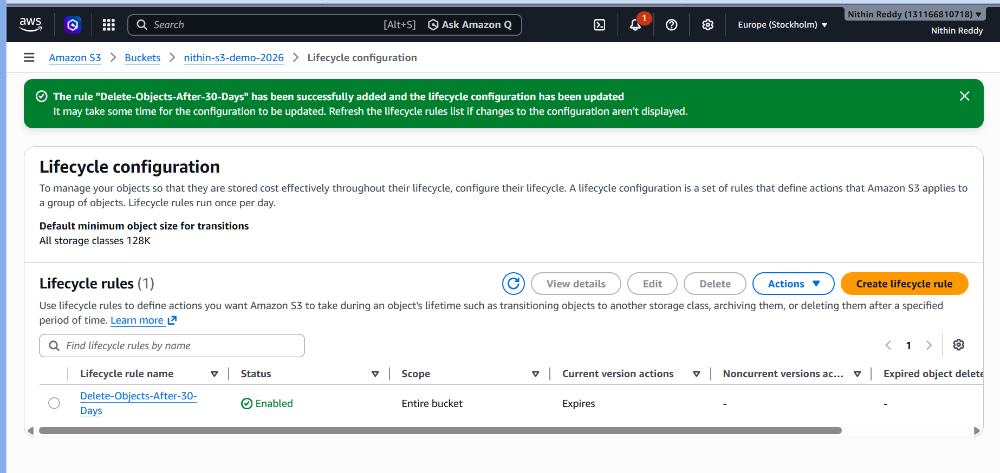 aws
Search
[Alt+S]
Ask Amazon Q
1
Europe (Stockholm)
Nithin Reddy (131166810718)
Nithin Reddy
Amazon S3
Buckets
nithin-s3-demo-2026
Lifecycle configuration
The rule "Delete-Objects-After-30-Days" has been successfully added and the lifecycle configuration has been updated
It may take some time for the configuration to be updated. Refresh the lifecycle rules list if changes to the configuration aren't displayed.
Lifecycle configuration
To manage your objects so that they are stored cost effectively throughout their lifecycle, configure their lifecycle. A lifecycle configuration is a set of rules that define actions that Amazon S3 applies to
a group of objects. Lifecycle rules run once per day.
Default minimum object size for transitions
All storage classes 128K
Lifecycle rules (1)
View details
Edit
Delete
Actions
Create lifecycle rule
Use lifecycle rules to define actions you want Amazon S3 to take during an object's lifetime such as transitioning objects to another storage class, archiving them, or deleting them after a specified
period of time. Learn more
Find lifecycle rules by name
1
Lifecycle rule name
Status
Scope
Current version actions
Noncurrent versions ac...
Expired object delete
Delete-Objects-After-30-
Days
Enabled
Entire bucket
Expires
-
-